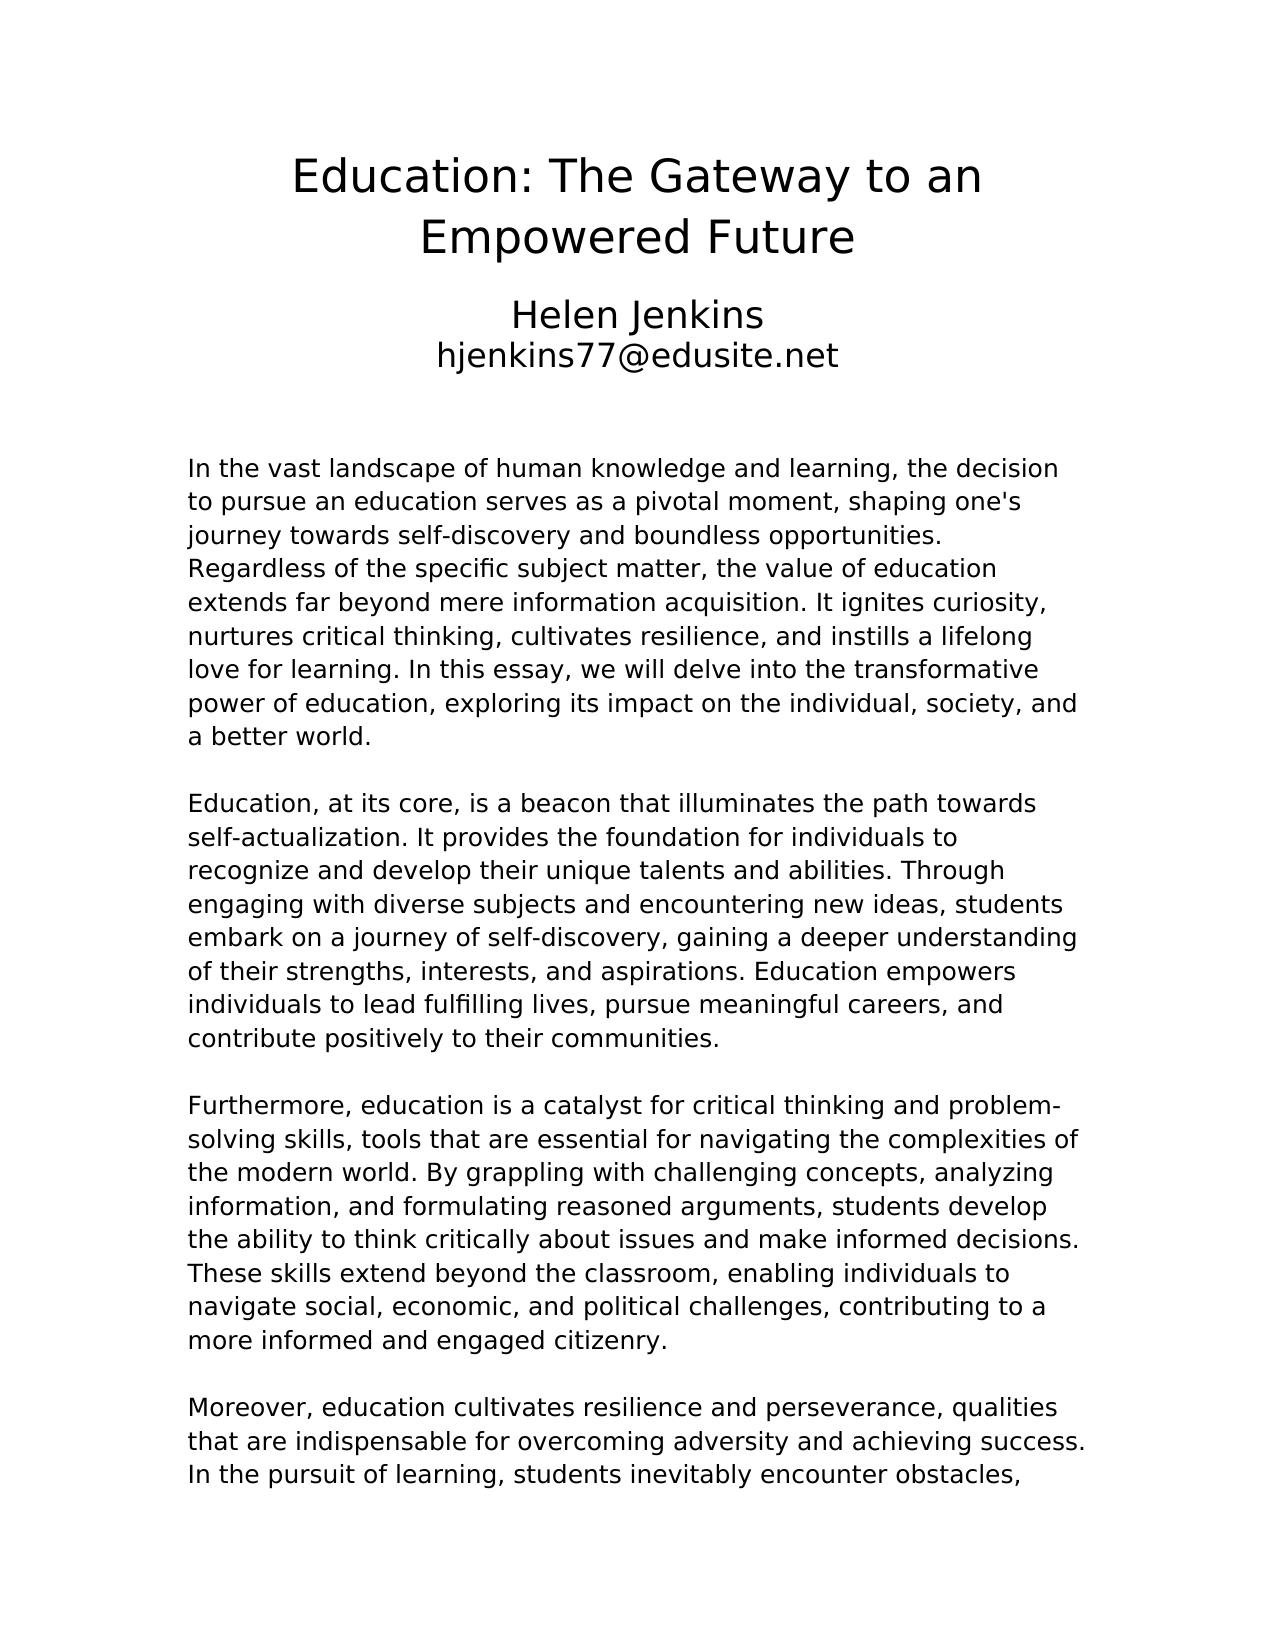 Education: The Gateway to an
Empowered Future
Helen Jenkins
hjenkins77@edusite.net
In the vast landscape of human knowledge and learning, the decision
to pursue an education serves as a pivotal moment, shaping one's
journey towards self-discovery and boundless opportunities.
Regardless of the specific subject matter, the value of education
extends far beyond mere information acquisition. It ignites curiosity,
nurtures critical thinking, cultivates resilience, and instills a lifelong
love for learning. In this essay, we will delve into the transformative
power of education, exploring its impact on the individual, society, and
a better world.
Education, at its core, is a beacon that illuminates the path towards
self-actualization. It provides the foundation for individuals to
recognize and develop their unique talents and abilities. Through
engaging with diverse subjects and encountering new ideas, students
embark on a journey of self-discovery, gaining a deeper understanding
of their strengths, interests, and aspirations. Education empowers
individuals to lead fulfilling lives, pursue meaningful careers, and
contribute positively to their communities.
Furthermore, education is a catalyst for critical thinking and problem-
solving skills, tools that are essential for navigating the complexities of
the modern world. By grappling with challenging concepts, analyzing
information, and formulating reasoned arguments, students develop
the ability to think critically about issues and make informed decisions.
These skills extend beyond the classroom, enabling individuals to
navigate social, economic, and political challenges, contributing to a
more informed and engaged citizenry.
Moreover, education cultivates resilience and perseverance, qualities
that are indispensable for overcoming adversity and achieving success.
In the pursuit of learning, students inevitably encounter obstacles,